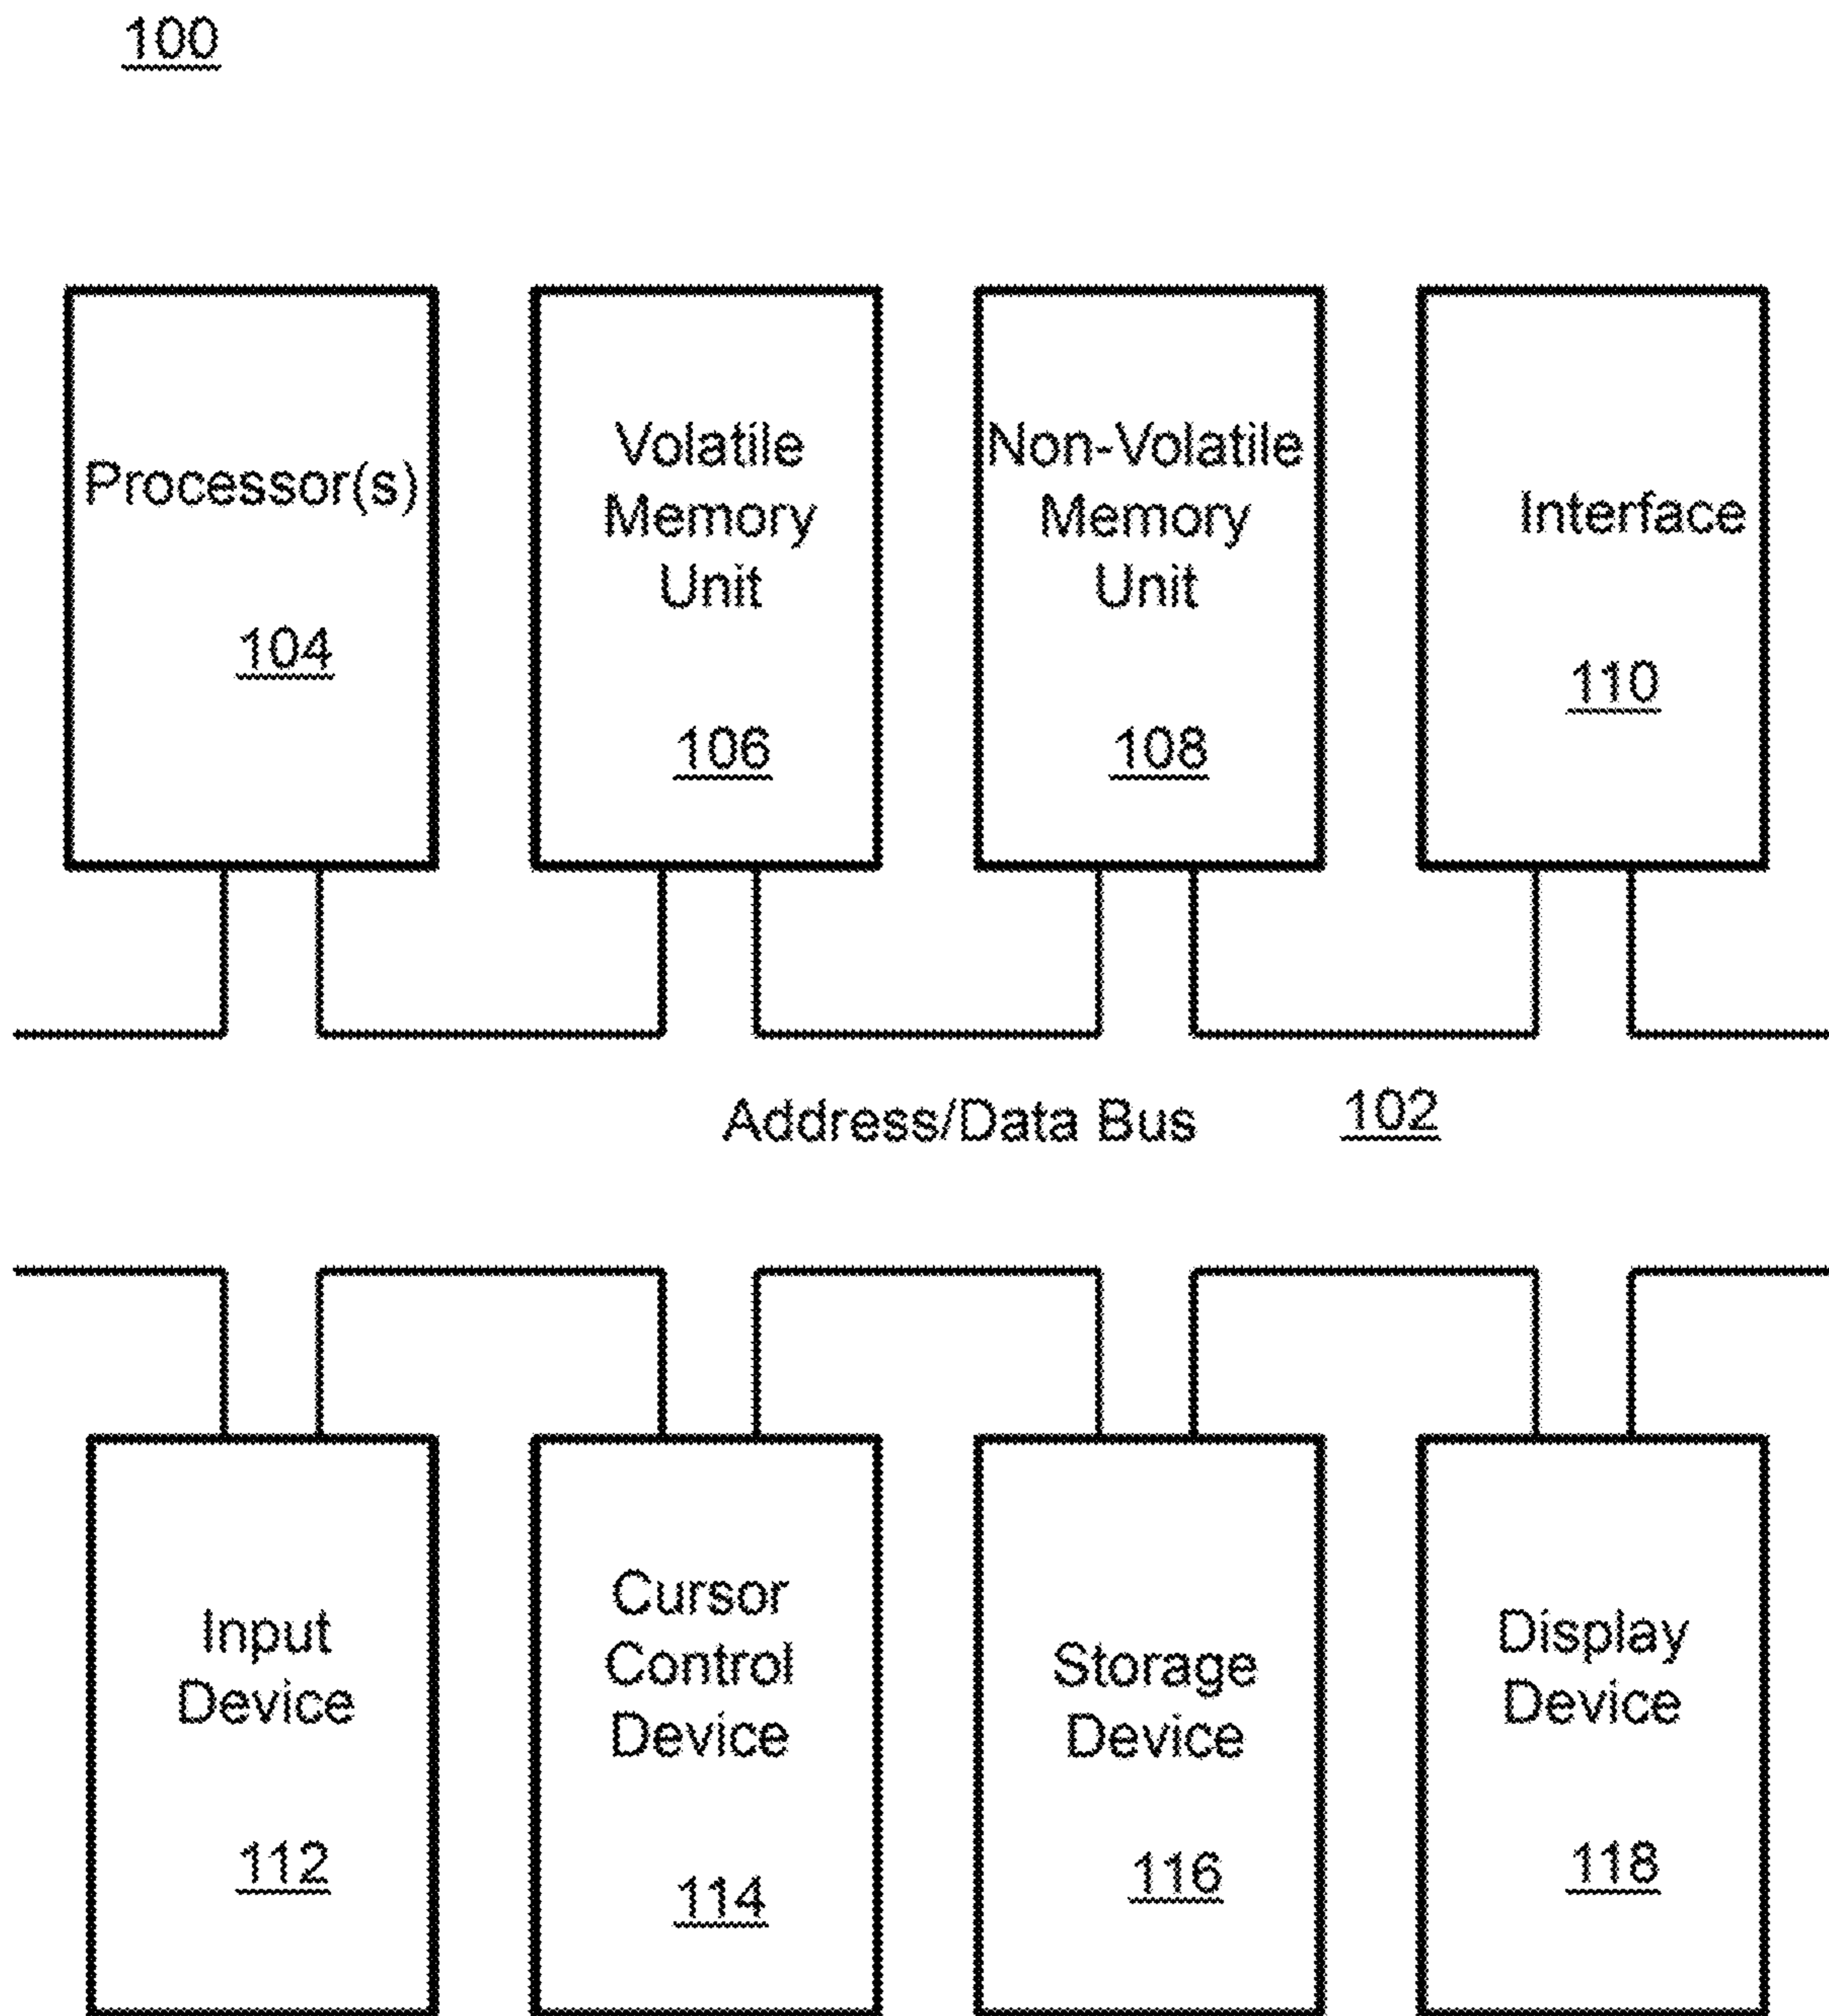 100
Processor(s)
104
Volatile
Memory
Unit
106
Non-Volatile
Memory
Unit
108
Interface
110
Address/Data Bus 102
Input
Device
112
Cursor
Control
Device
114
Storage
Device
116
Display
Device
118